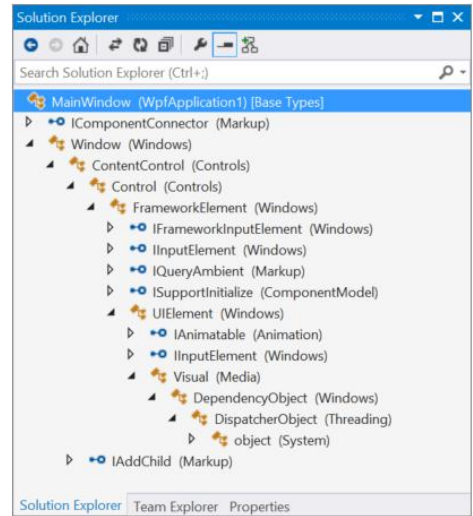 Solution Explorer
Search Solution Explorer (Ctrl+;)
MainWindow (WpfApplication1) [Base Types]
IComponentConnector (Markup)
Window (Windows)
ContentControl (Controls)
Control (Controls)
FrameworkElement (Windows)
IFrameworkInputElement (Windows)
IInputElement (Windows)
IQueryAmbient (Markup)
ISupportInitialize (ComponentModel)
UIElement (Windows)
IAnimatable (Animation)
IInputElement (Windows)
Visual (Media)
DependencyObject (Windows)
DispatcherObject (Threading)
object (System)
IAddChild (Markup)
Solution Explorer Team Explorer Properties